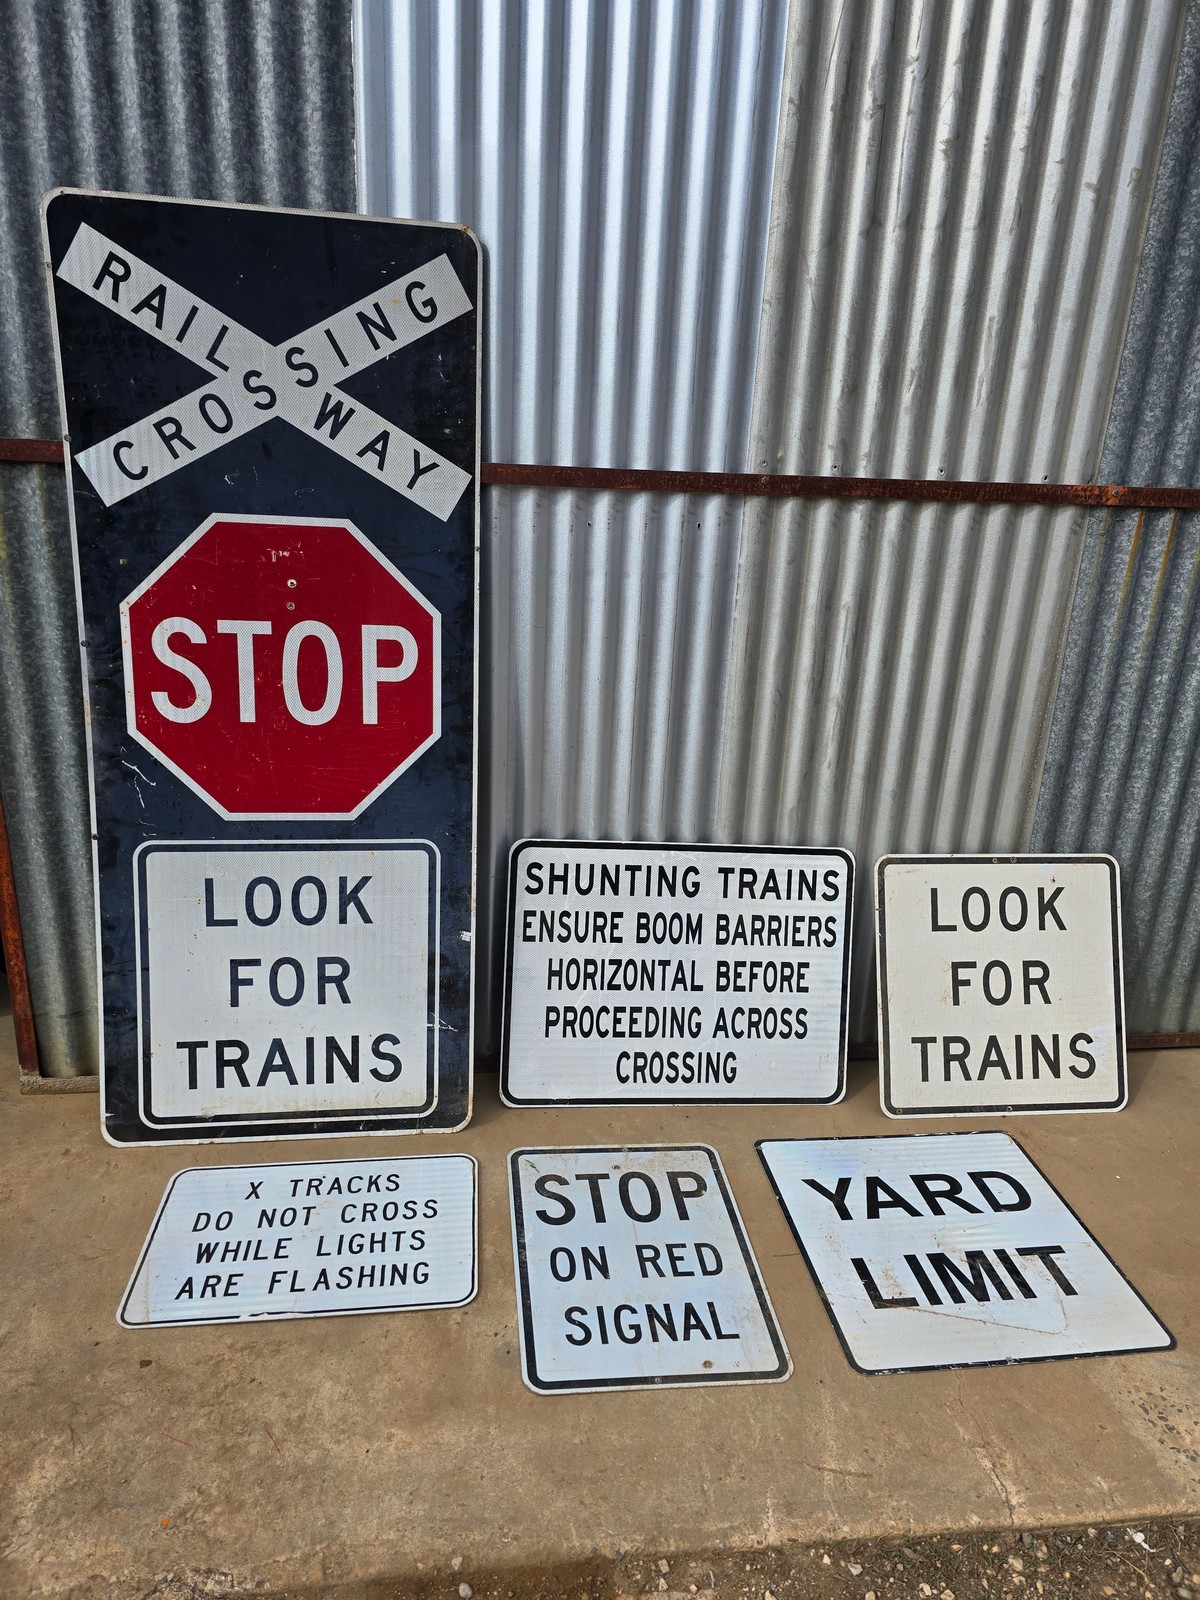 RAILWAY
CROSSING
STOP
LOOK
FOR
TRAINS
SHUNTING TRAINS
ENSURE BOOM BARRIERS
HORIZONTAL BEFORE
PROCEEDING ACROSS
CROSSING
LOOK
FOR
TRAINS
X TRACKS
DO NOT CROSS
WHILE LIGHTS
ARE FLASHING
STOP
ON RED
SIGNAL
YARD
LIMIT